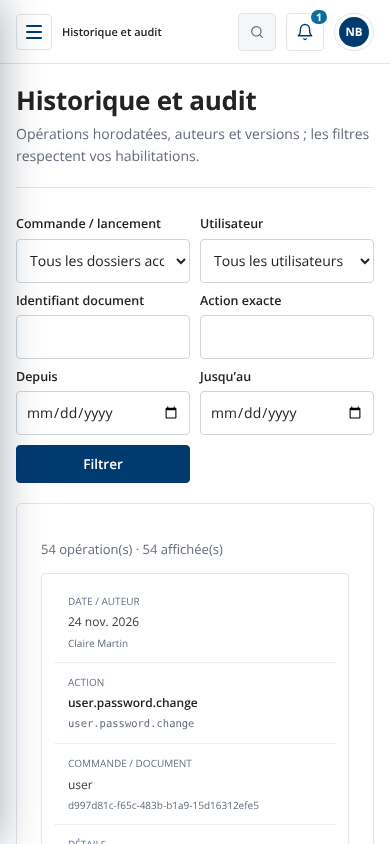 Historique et audit
1
NB
Historique et audit
Opérations horodatées, auteurs et versions ; les filtres
respectent vos habilitations.
Commande / lancement
Utilisateur
Tous les dossiers acc
Tous les utilisateurs
Identifiant document
Action exacte
Depuis
Jusqu’au
mm/dd/yyyy
mm/dd/yyyy
Filtrer
54 opération(s) · 54 affichée(s)
DATE / AUTEUR
24 nov. 2026
Claire Martin
ACTION
user.password.change
user.password.change
COMMANDE / DOCUMENT
user
d997d81c-f65c-483b-b1a9-15d16312efe5
DÉTAILS